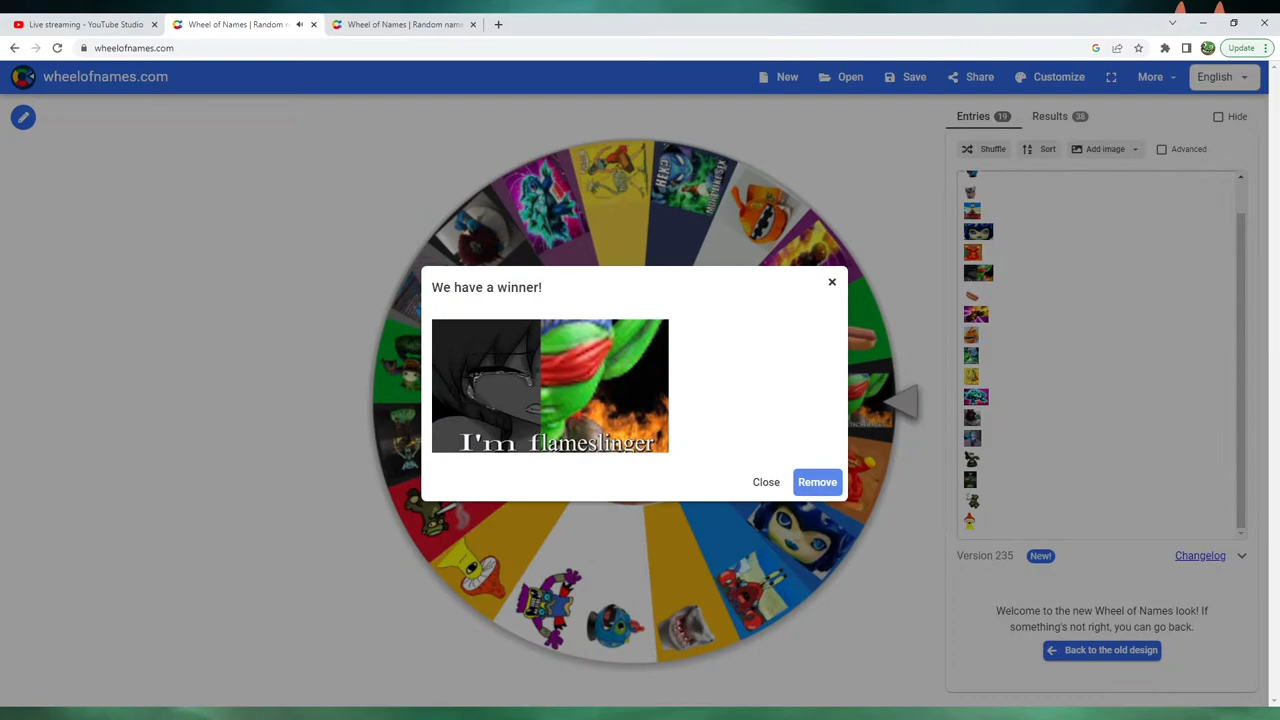 Live streaming - YouTube Studio
Wheel of Names | Random n
Wheel of Names | Random name
wheelofnames.com
Update
wheelofnames.com
New
Open
Save
Share
Customize
More
English
Entries 19
Results 38
Hide
Shuffle
Sort
Add image
Advanced
We have a winner!
I'm flameslinger
Close
Remove
Version 235
New!
Changelog
Welcome to the new Wheel of Names look! If
something's not right, you can go back.
Back to the old design